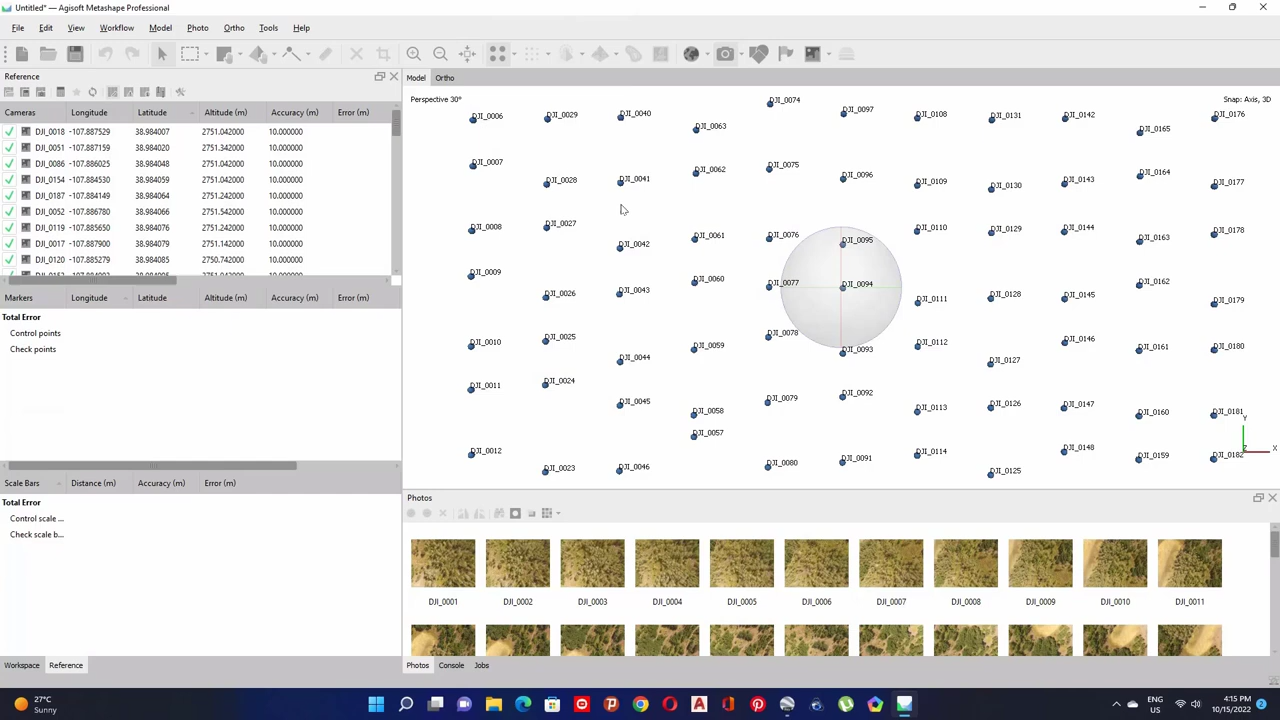 Untitled* — Agisoft Metashape Professional
File Edit View Workflow Model Photo Ortho Tools Help
Reference
Cameras Longitude Latitude Altitude (m) Accuracy (m) Error (m)
DJI_0018 -107.887529 38.984007 2751.042000 10.000000
DJI_0051 -107.887159 38.984020 2751.342000 10.000000
DJI_0086 -107.886025 38.984028 2751.042000 10.000000
DJI_0154 -107.884530 38.984059 2751.042000 10.000000
DJI_0187 -107.884149 38.984064 2751.242000 10.000000
DJI_0052 -107.886780 38.984066 2751.542000 10.000000
DJI_0119 -107.885650 38.984076 2751.642000 10.000000
DJI_0017 -107.887900 38.984079 2751.142000 10.000000
DJI_0120 -107.885279 38.984085 2750.742000 10.000000
Markers Longitude Latitude Altitude (m) Accuracy (m) Error (m)
Total Error
Control points
Check points
Scale Bars Distance (m) Accuracy (m) Error (m)
Total Error
Control scale ...
Check scale b...
Workspace Reference
Model Ortho
Perspective 30°
Snap: Axis, 3D
DJI_0006 DJI_0029 DJI_0040 DJI_0063 DJI_0074 DJI_0097 DJI_0108 DJI_0131 DJI_0142 DJI_0165 DJI_0176
DJI_0007 DJI_0028 DJI_0041 DJI_0062 DJI_0075 DJI_0096 DJI_0109 DJI_0130 DJI_0143 DJI_0164 DJI_0177
DJI_0008 DJI_0027 DJI_0042 DJI_0061 DJI_0076 DJI_0095 DJI_0110 DJI_0129 DJI_0144 DJI_0163 DJI_0178
DJI_0009 DJI_0026 DJI_0043 DJI_0060 DJI_0077 DJI_0094 DJI_0111 DJI_0128 DJI_0145 DJI_0162 DJI_0179
DJI_0010 DJI_0025 DJI_0044 DJI_0059 DJI_0078 DJI_0093 DJI_0112 DJI_0127 DJI_0146 DJI_0161 DJI_0180
DJI_0011 DJI_0024 DJI_0045 DJI_0058 DJI_0079 DJI_0092 DJI_0113 DJI_0126 DJI_0147 DJI_0160 DJI_0181
DJI_0057
DJI_0012 DJI_0023 DJI_0046 DJI_0080 DJI_0091 DJI_0114 DJI_0125 DJI_0148 DJI_0159 DJI_0182
Y
Z X
Photos
DJI_0001 DJI_0002 DJI_0003 DJI_0004 DJI_0005 DJI_0006 DJI_0007 DJI_0008 DJI_0009 DJI_0010 DJI_0011
Photos Console Jobs
27°C
Sunny
ENG
US
4:15 PM
10/15/2022
2